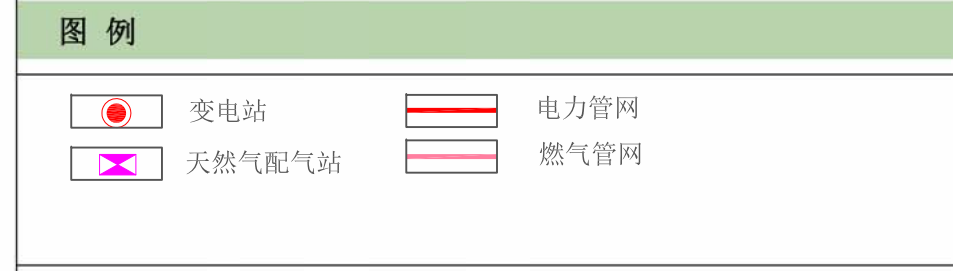 图 例
变电站
电力管网
天然气配气站
燃气管网